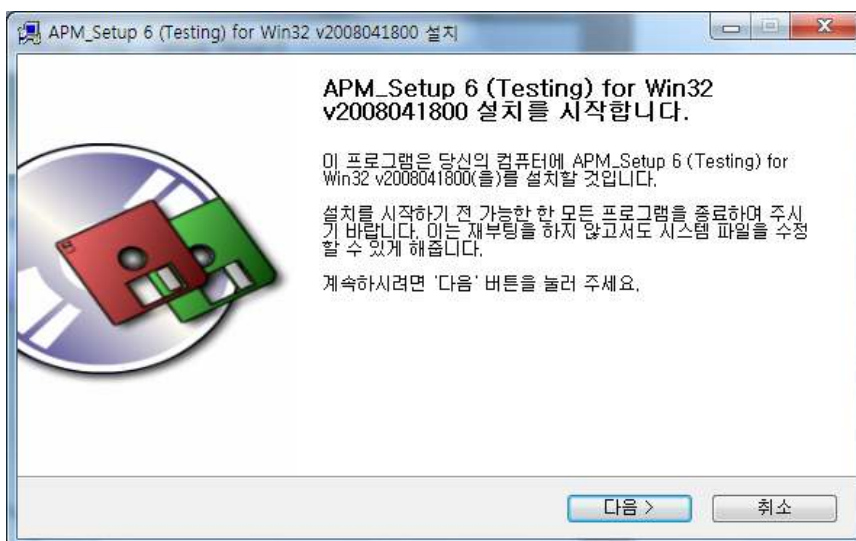 APM_Setup 6 (Testing) for Win32 v2008041800 설치
APM_Setup 6 (Testing) for Win32
v2008041800 설치를 시작합니다.
이 프로그램은 당신의 컴퓨터에 APM_Setup 6 (Testing) for
Win32 v2008041800(을)를 설치할 것입니다.
설치를 시작하기 전 가능한 한 모든 프로그램을 종료하여 주시
기 바랍니다. 이는 재부팅을 하지 않고서도 시스템 파일을 수정
할 수 있게 해줍니다.
계속하시려면 '다음' 버튼을 눌러 주세요.
다음 > 취소